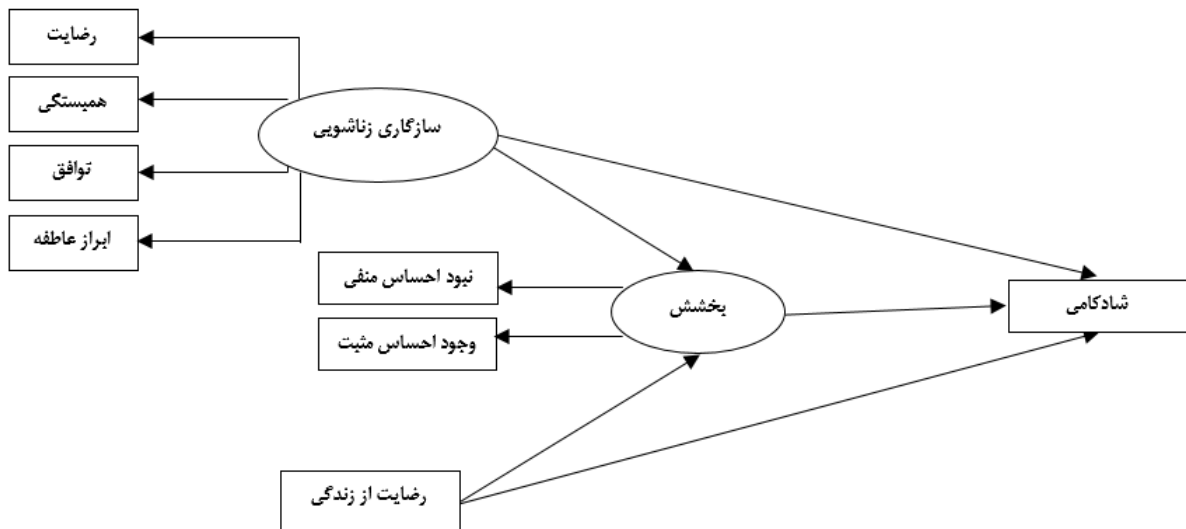 رضایت
همبستگی
توافق
ابراز عاطفه
سازگاری زناشویی
نبود احساس منفی
وجود احساس مثبت
بخشش
شادکامی
رضایت از زندگی